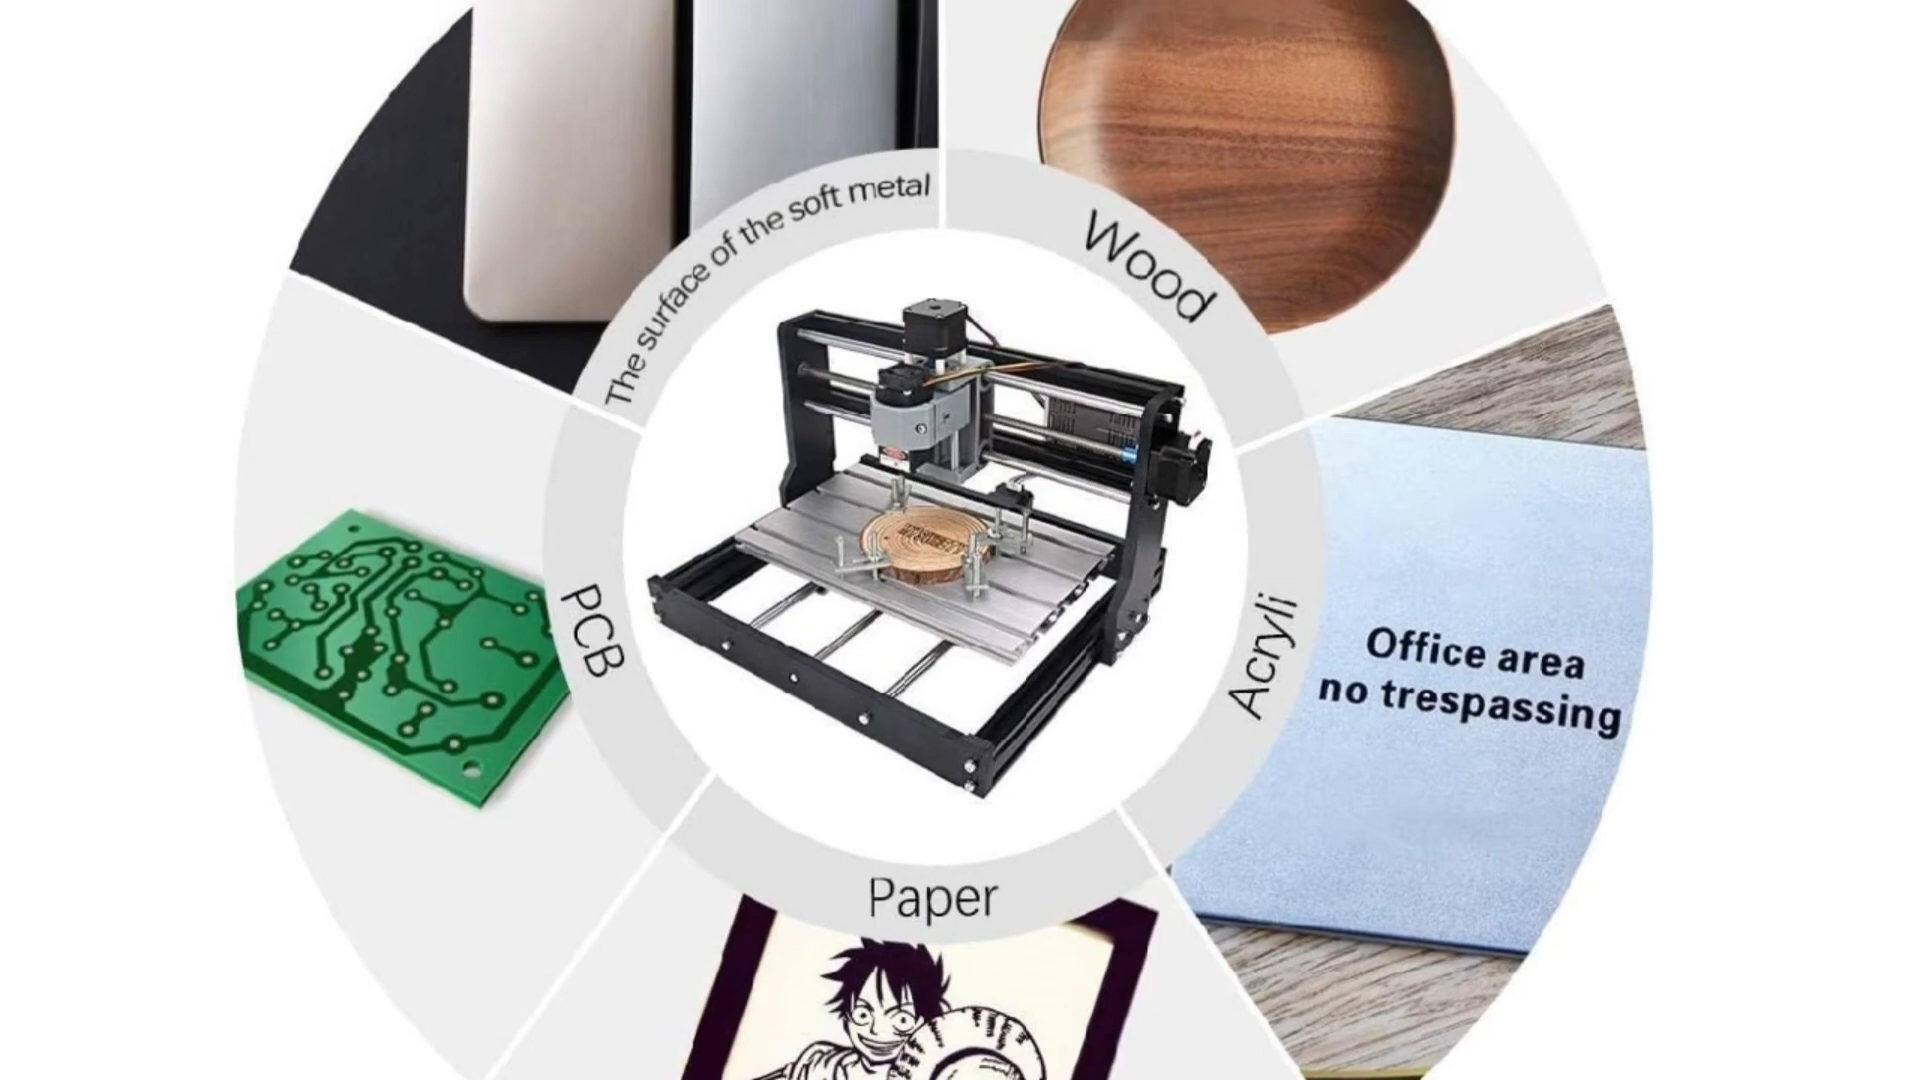 The surface of the soft metal
Wood
PCB
Acryli
Office area
no trespassing
Paper